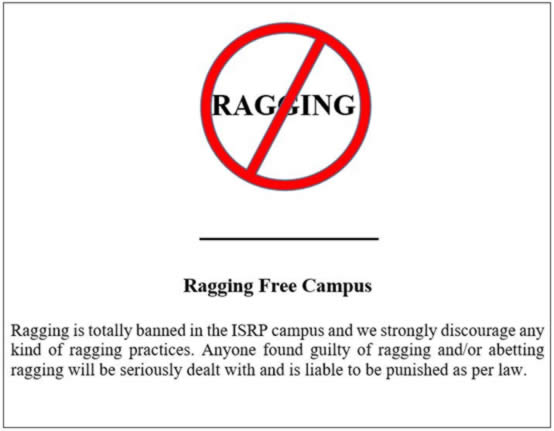 RAGGING
Ragging Free Campus
Ragging is totally banned in the ISRP campus and we strongly discourage any
kind of ragging practices. Anyone found guilty of ragging and/or abetting
ragging will be seriously dealt with and is liable to be punished as per law.